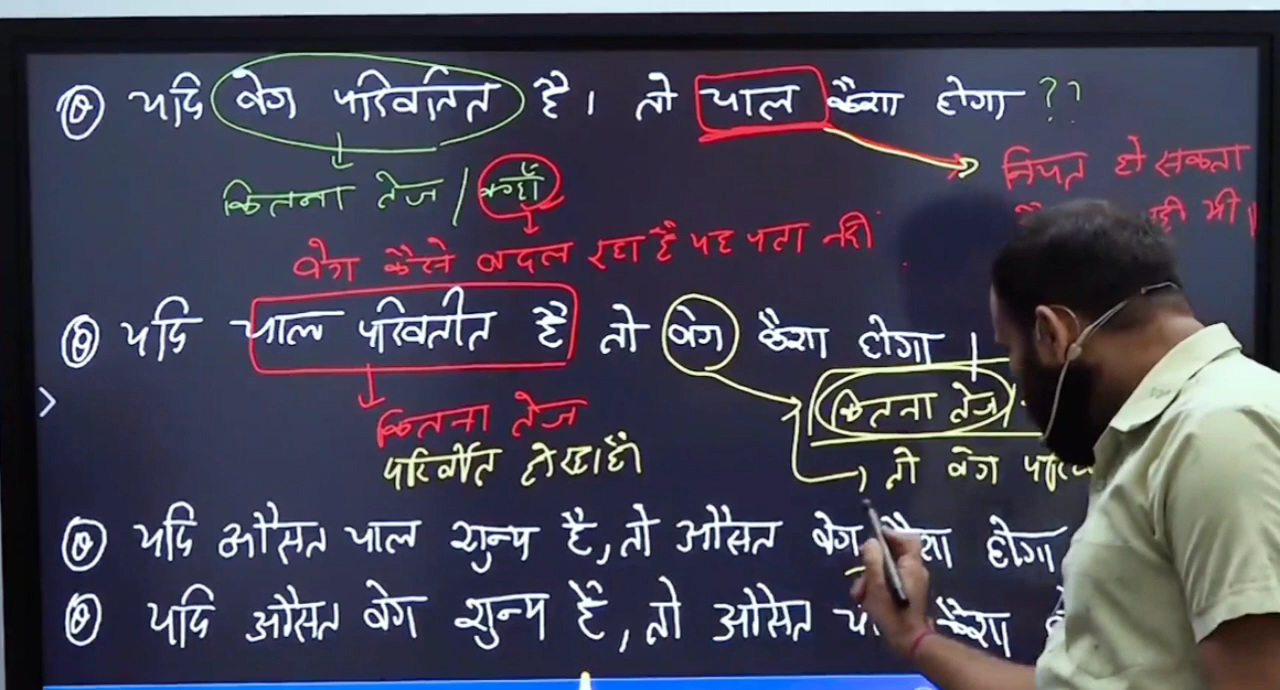 यदि वेग परिवर्तित है। तो चाल कैसा होगा ??
नियत हो सकता
कितना तेज / कहाँ
ही भी
वेग कैसे बदल रहा है यह पता नहीं
यदि चाल परिवर्तीत है तो वेग कैसा होगा
कितना तेज
कितना तेज
परिवर्तित हो रहा है।
तो वेग
यदि औसत चाल शुन्य है, तो औसत वेग कैसा होगा
यदि औसत वेग शुन्य है, तो औसत कैसा